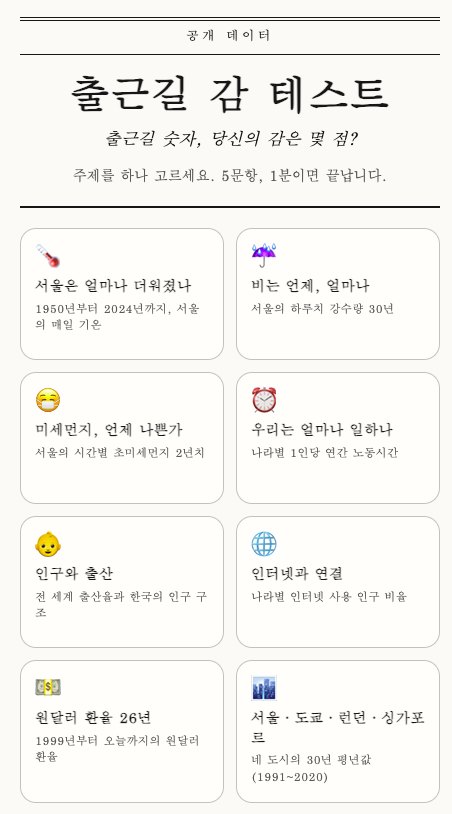 공개 데이터
출근길 감 테스트
출근길 숫자, 당신의 감은 몇 점?
주제를 하나 고르세요. 5문항, 1분이면 끝납니다.
서울은 얼마나 더워졌나
1950년부터 2024년까지, 서울
의 매일 기온
비는 언제, 얼마나
서울의 하루치 강수량 30년
미세먼지, 언제 나쁜가
서울의 시간별 초미세먼지 2년치
우리는 얼마나 일하나
나라별 1인당 연간 노동시간
인구와 출산
전 세계 출산율과 한국의 인구 구
조
인터넷과 연결
나라별 인터넷 사용 인구 비율
원달러 환율 26년
1999년부터 오늘까지의 원달러
환율
서울 · 도쿄 · 런던 · 싱가포
르
네 도시의 30년 평년값
(1991~2020)